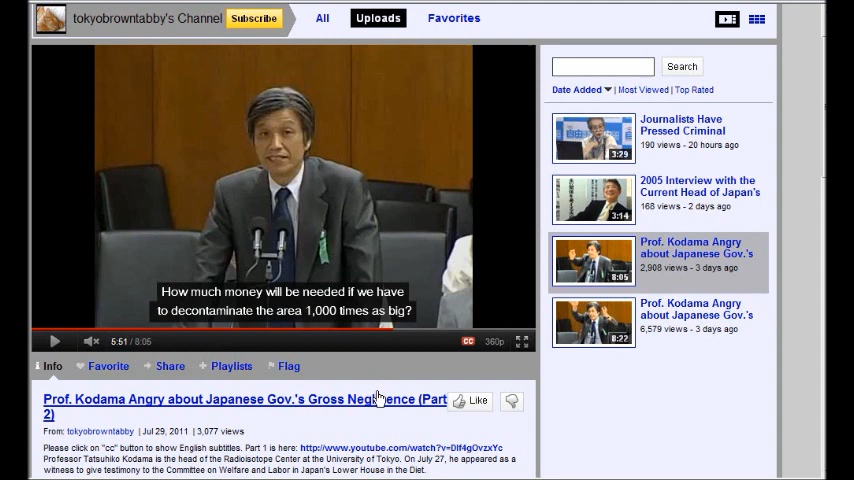 tokyobrowntabby's Channel Subscribe All Uploads Favorites
Search
Date Added ▼ | Most Viewed | Top Rated
Journalists Have
Pressed Criminal
190 views - 20 hours ago
3:29
2005 Interview with the
Current Head of Japan's
168 views - 2 days ago
3:14
Prof. Kodama Angry
about Japanese Gov.'s
2,908 views - 3 days ago
8:05
Prof. Kodama Angry
about Japanese Gov.'s
6,579 views - 3 days ago
8:22
How much money will be needed if we have
to decontaminate the area 1,000 times as big?
5:51 / 8:05 CC 360p
Info Favorite Share Playlists Flag
Prof. Kodama Angry about Japanese Gov.'s Gross Negligence (Part
2)
Like
From: tokyobrowntabby | Jul 29, 2011 | 3,077 views
Please click on "cc" button to show English subtitles. Part 1 is here: http://www.youtube.com/watch?v=Dlf4gOvzxYc
Professor Tatsuhiko Kodama is the head of the Radioisotope Center at the University of Tokyo. On July 27, he appeared as a
witness to give testimony to the Committee on Welfare and Labor in Japan's Lower House in the Diet.